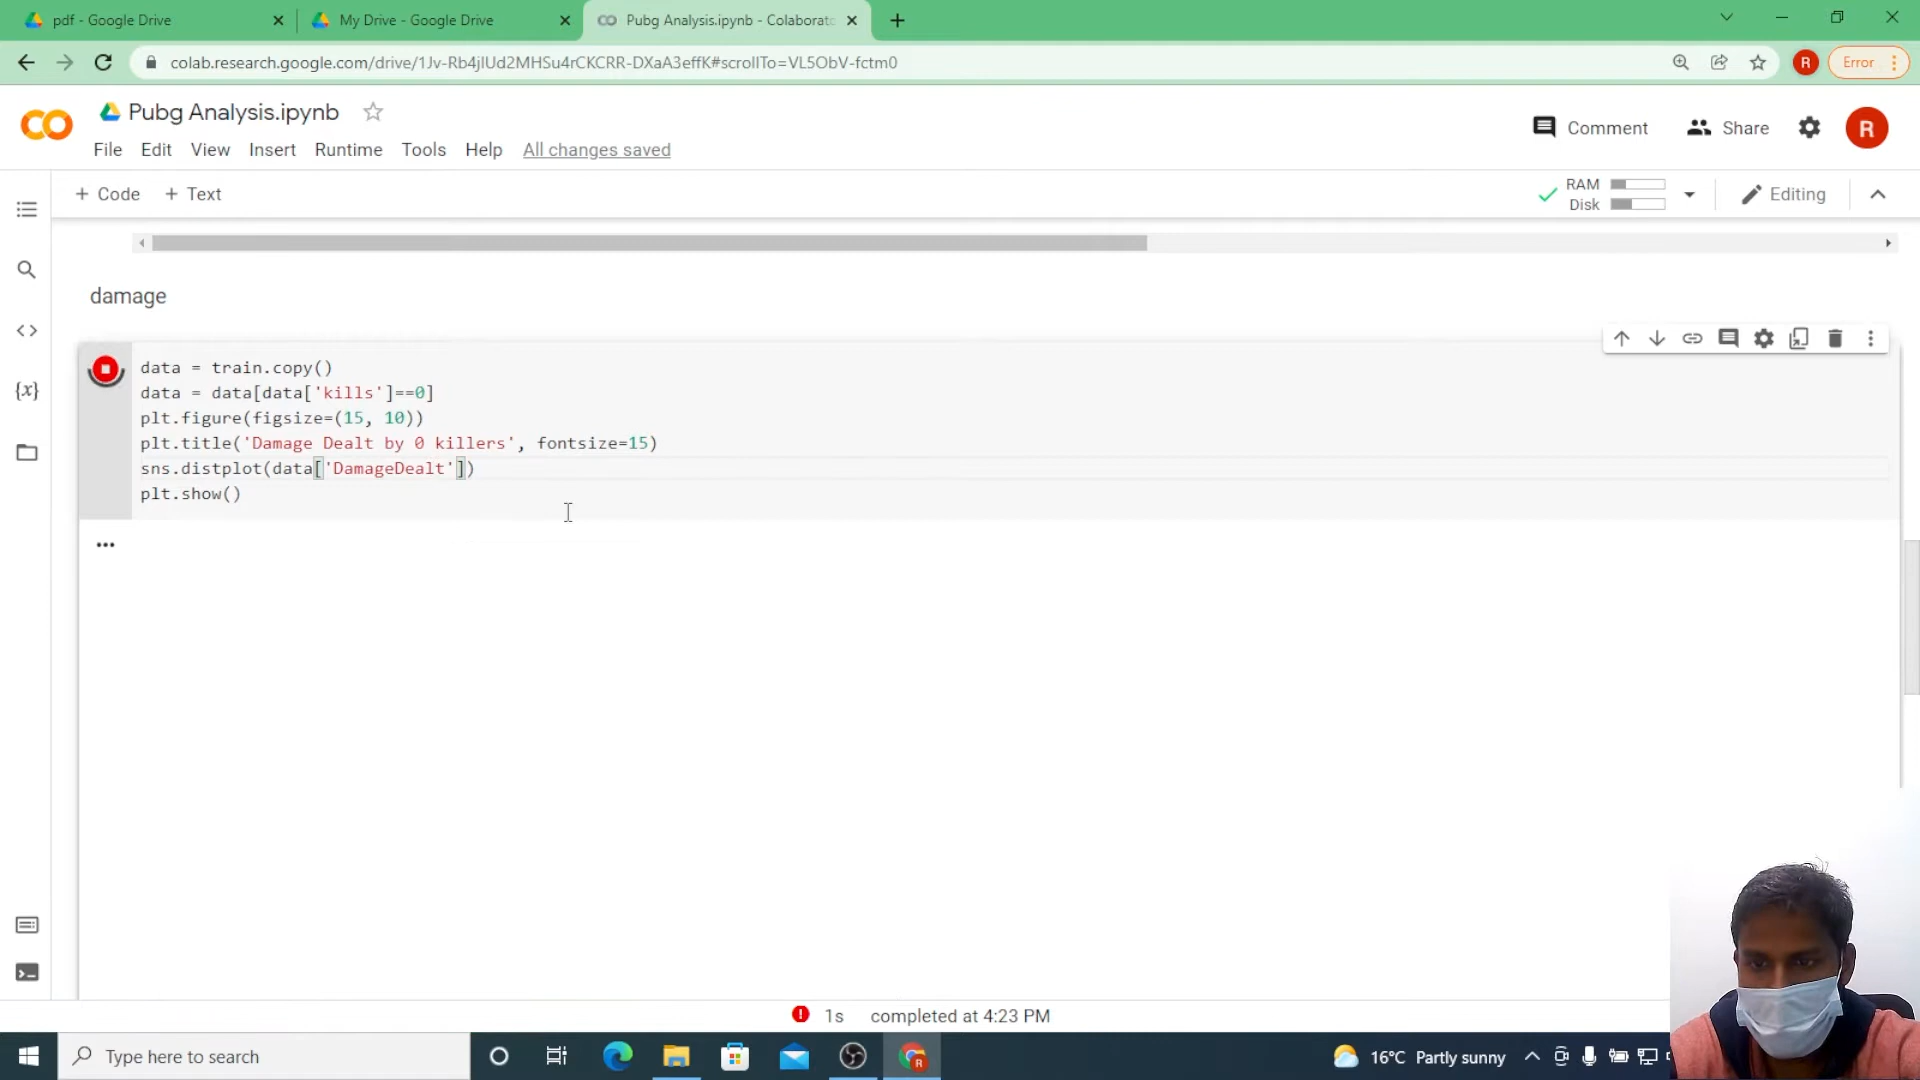 pdf - Google Drive
My Drive - Google Drive
Pubg Analysis.ipynb - Colaborato
colab.research.google.com/drive/1Jv-Rb4jlUd2MHSu4rCKCRR-DXaA3effK#scrollTo=VL5ObV-fctm0
R
Error
Pubg Analysis.ipynb
Comment
Share
R
File Edit View Insert Runtime Tools Help All changes saved
+ Code + Text
RAM
Disk
Editing
damage
{x}
data = train.copy()
data = data[data['kills']==0]
plt.figure(figsize=(15, 10))
plt.title('Damage Dealt by 0 killers', fontsize=15)
sns.distplot(data['DamageDealt'])
plt.show()
1s completed at 4:23 PM
Type here to search
R
16°C Partly sunny